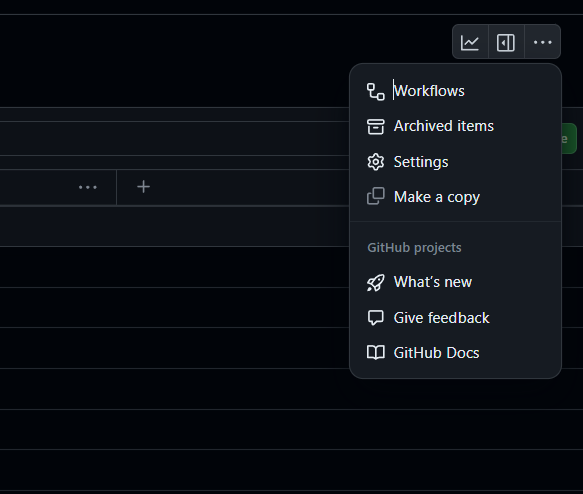 Workflows
Archived items
Settings
Make a copy
GitHub projects
What's new
Give feedback
GitHub Docs